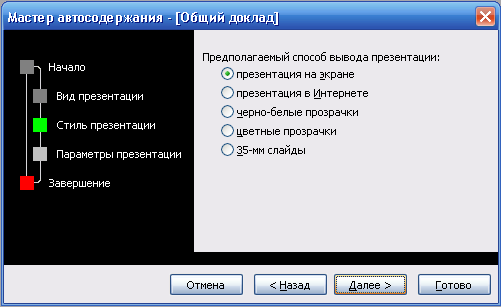 Мастер автосодержания - [Общий доклад]
Начало
Вид презентации
Стиль презентации
Параметры презентации
Завершение
Предполагаемый способ вывода презентации:
презентация на экране
презентация в Интернете
черно-белые прозрачки
цветные прозрачки
35-мм слайды
Отмена
< Назад
Далее >
Готово